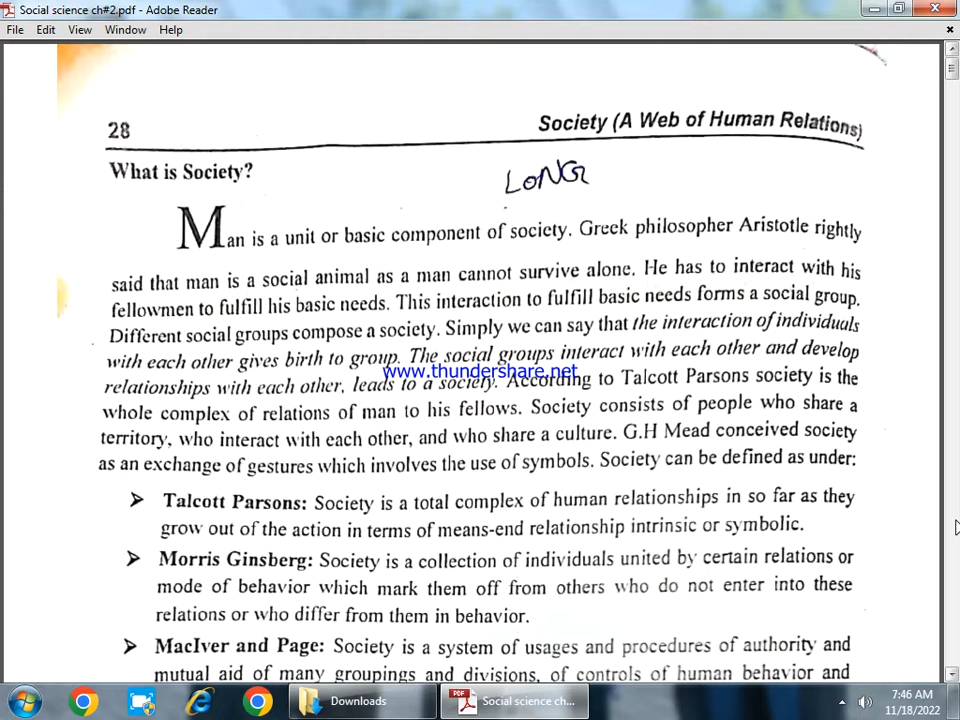 Social science ch#2.pdf - Adobe Reader
File Edit View Window Help
28
Society (A Web of Human Relations)
What is Society?
LONG
Man is a unit or basic component of society. Greek philosopher Aristotle rightly
said that man is a social animal as a man cannot survive alone. He has to interact with his
fellowmen to fulfill his basic needs. This interaction to fulfill basic needs forms a social group.
Different social groups compose a society. Simply we can say that the interaction of individuals
with each other gives birth to group. The social groups interact with each other and develop
www.thundershare.net
relationships with each other, leads to a society. According to Talcott Parsons society is the
whole complex of relations of man to his fellows. Society consists of people who share a
territory, who interact with each other, and who share a culture. G.H Mead conceived society
as an exchange of gestures which involves the use of symbols. Society can be defined as under:
➤ Talcott Parsons: Society is a total complex of human relationships in so far as they
grow out of the action in terms of means-end relationship intrinsic or symbolic.
➤ Morris Ginsberg: Society is a collection of individuals united by certain relations or
mode of behavior which mark them off from others who do not enter into these
relations or who differ from them in behavior.
➤ MacIver and Page: Society is a system of usages and procedures of authority and
mutual aid of many groupings and divisions, of controls of human behavior and
Downloads
Social science ch...
7:46 AM
11/18/2022